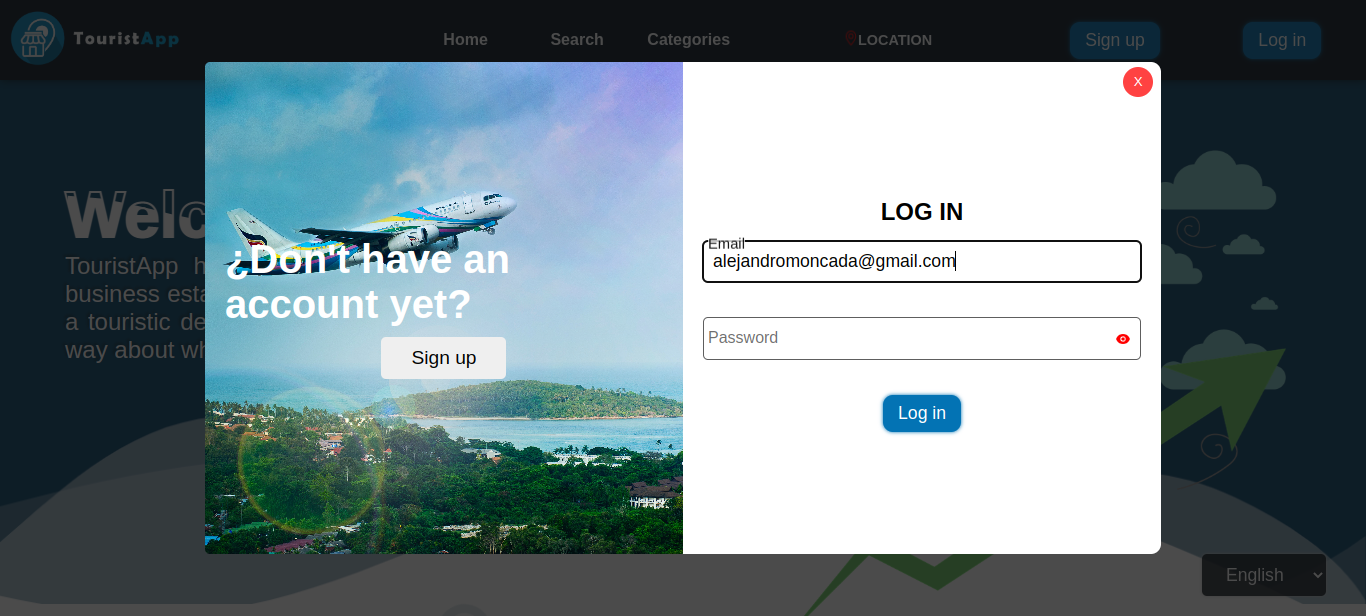 TouristApp
Home
Search
Categories
LOCATION
Sign up
Log in
X
Welc
TouristApp h
business esta
a touristic de
way about wh
¿Don't have an
account yet?
Sign up
LOG IN
Email
alejandromoncada@gmail.com
Password
Log in
English